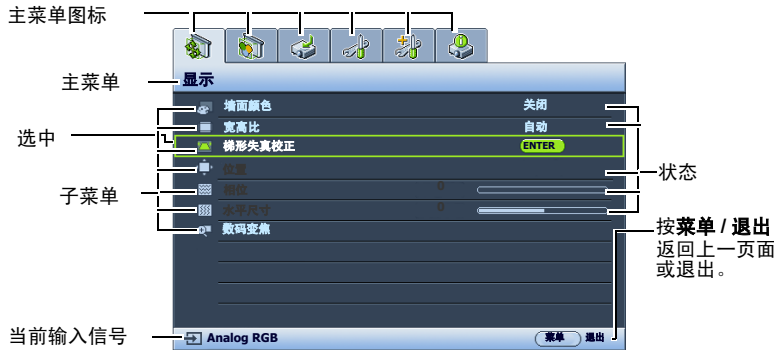 主菜单图标
主菜单
显示
墙面颜色 关闭
宽高比 自动
选中
梯形失真校正 ENTER
位置
状态
相位 0
子菜单
水平尺寸 0
数码变焦
按菜单 / 退出
返回上一页面
或退出。
当前输入信号
Analog RGB
菜单 退出